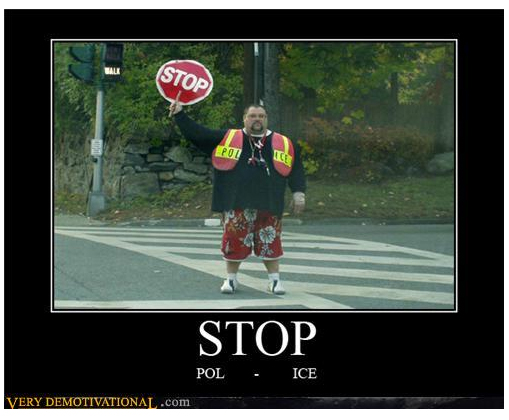 WALK
STOP
POL ICE
STOP
POL - ICE
VERY DEMOTIVATIONAL.com